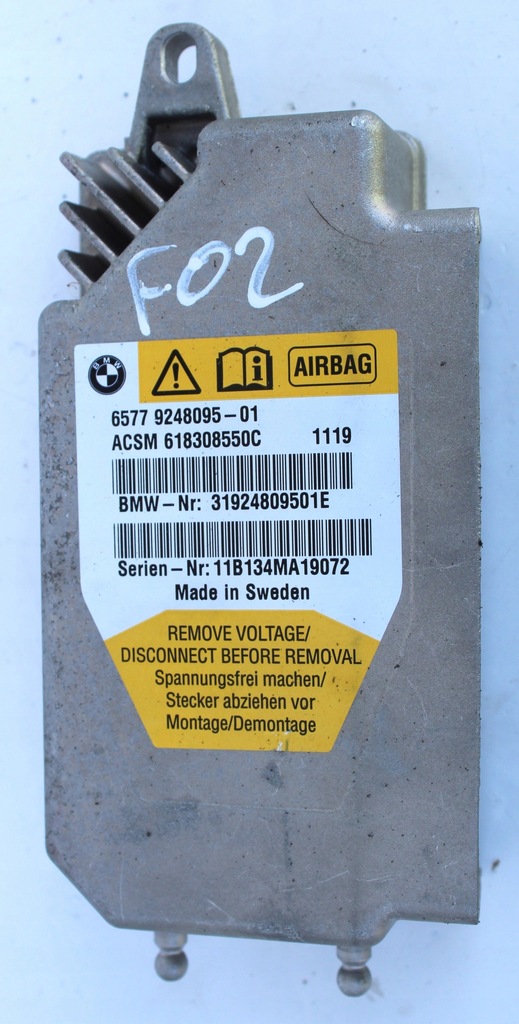 F02
BMW
AIRBAG
6577 9248095-01
ACSM 618308550C 1119
BMW-Nr: 31924809501E
Serien-Nr: 11B134MA19072
Made in Sweden
REMOVE VOLTAGE/
DISCONNECT BEFORE REMOVAL
Spannungsfrei machen/
Stecker abziehen vor
Montage/Demontage